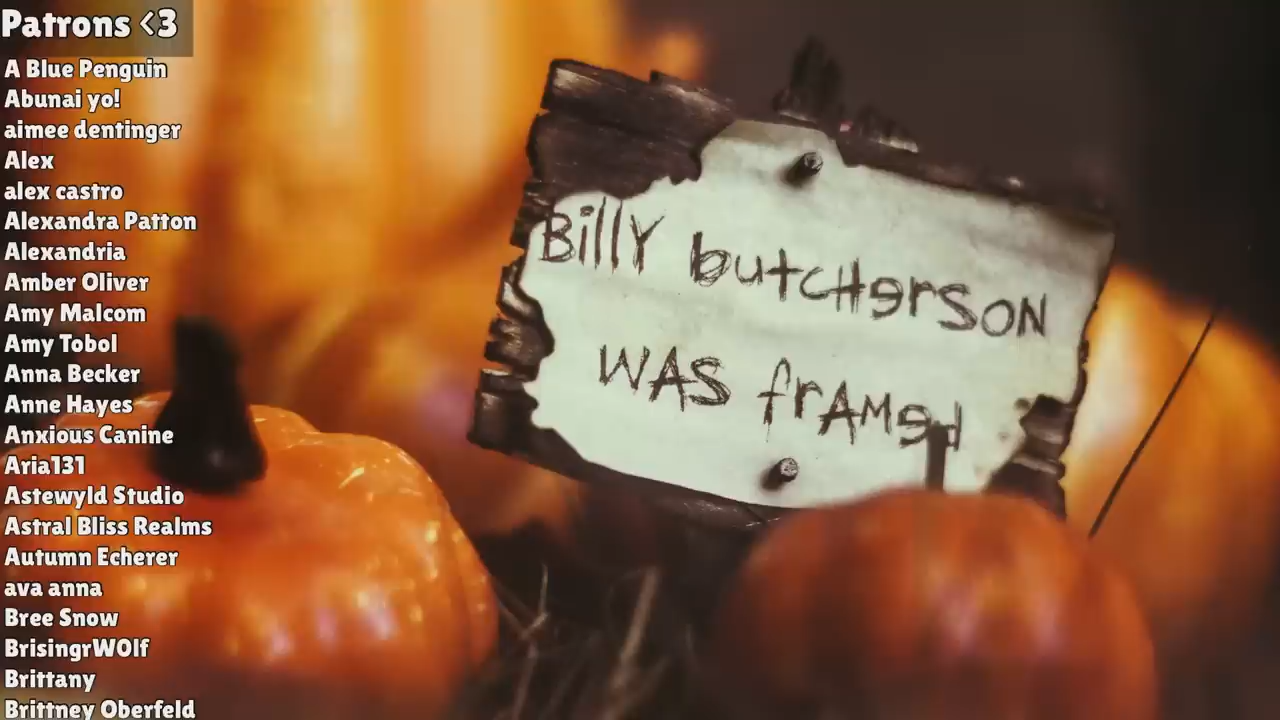 Patrons <3
A Blue Penguin
Abunai yo!
aimee dentinger
Alex
alex castro
Alexandra Patton
Alexandria
Amber Oliver
Amy Malcom
Amy Tobol
Anna Becker
Anne Hayes
Anxious Canine
Aria131
Astewyld Studio
Astral Bliss Realms
Autumn Echerer
ava anna
Bree Snow
BrisingrWOlf
Brittany
Brittney Oberfeld
Billy butcHerson
WAS frAMed